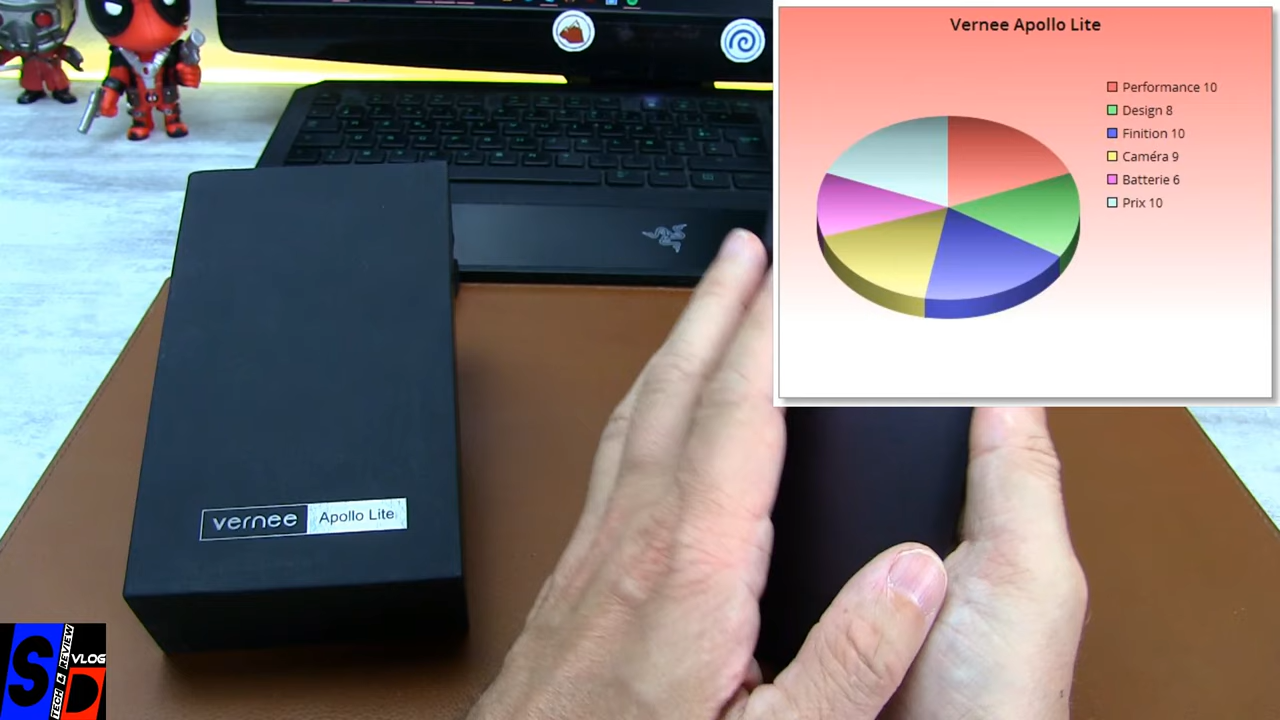 Vernee Apollo Lite
Performance 10
Design 8
Finition 10
Caméra 9
Batterie 6
Prix 10
vernee Apollo Lite
SD
TECH & REVIEW
VLOG